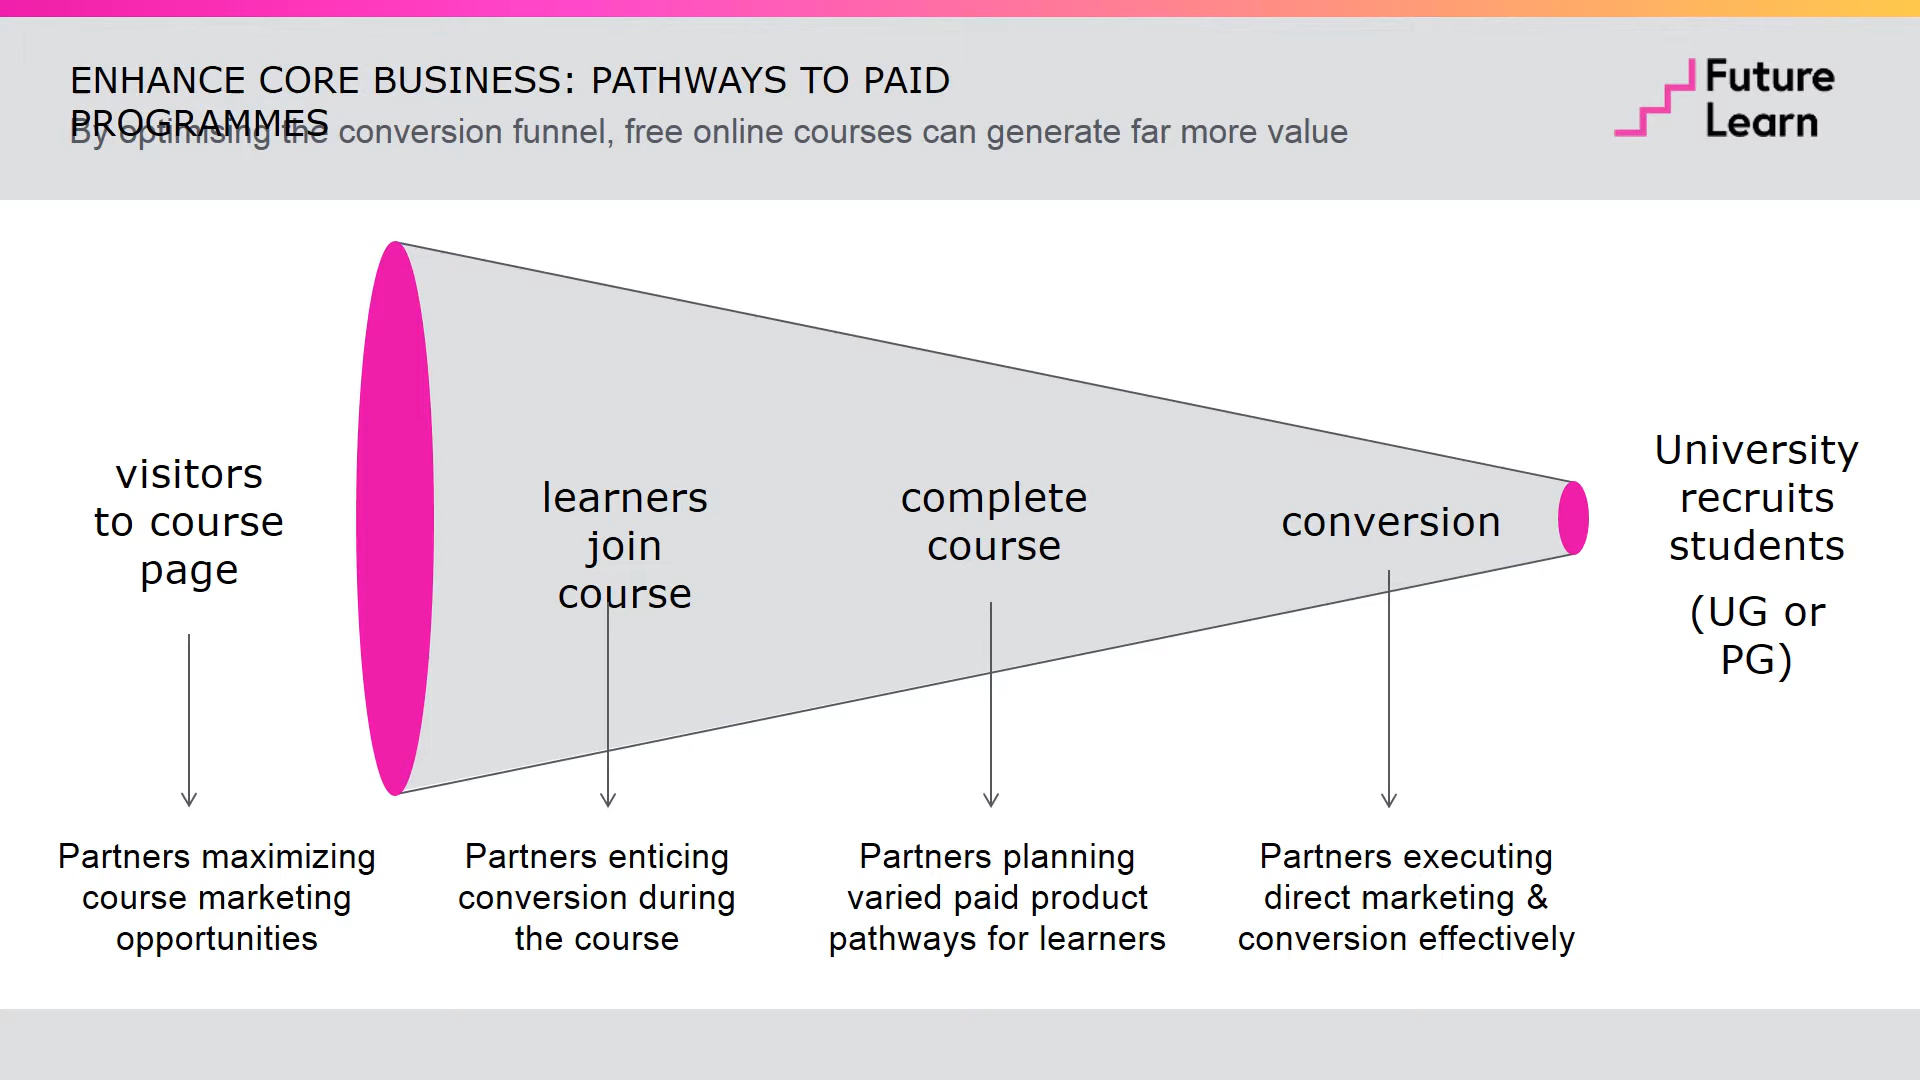 ENHANCE CORE BUSINESS: PATHWAYS TO PAID
PROGRAMMES
By optimising the conversion funnel, free online courses can generate far more value
Future
Learn
visitors
to course
page
learners
join
course
complete
course
conversion
University
recruits
students
(UG or
PG)
Partners maximizing
course marketing
opportunities
Partners enticing
conversion during
the course
Partners planning
varied paid product
pathways for learners
Partners executing
direct marketing &
conversion effectively